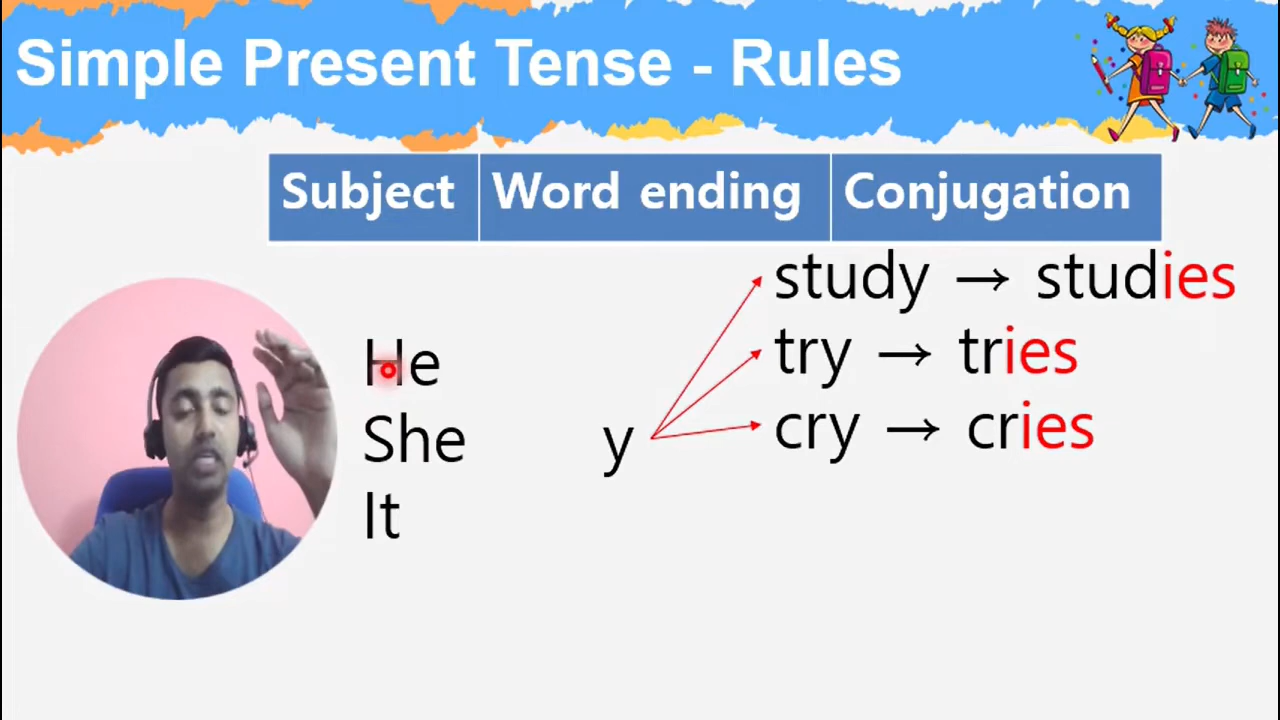 Simple Present Tense - Rules
Subject Word ending Conjugation
study → studies
He try → tries
She y cry → cries
It